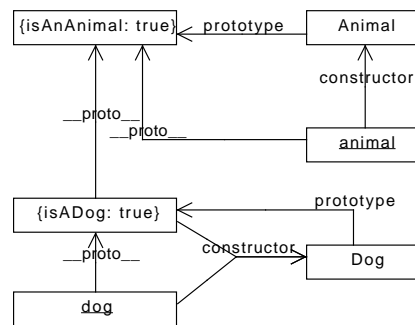 {isAnAnimal: true}
prototype
Animal
constructor
__proto__
__proto__
animal
{isADog: true}
prototype
constructor
__proto__
Dog
dog